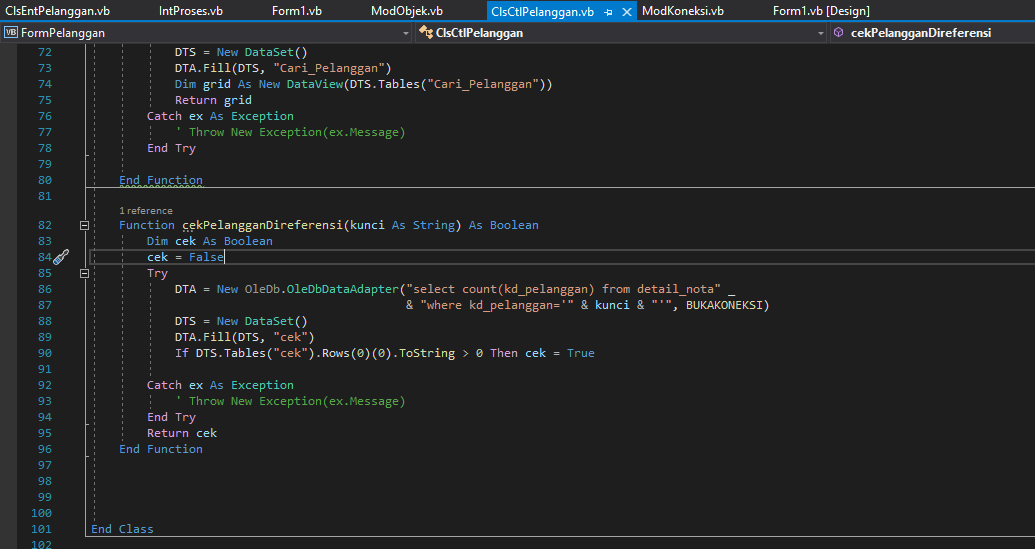 ClsEntPelanggan.vb IntProses.vb Form1.vb ModObjek.vb ClsCtlPelanggan.vb ModKoneksi.vb Form1.vb [Design]
VB FormPelanggan ClsCtlPelanggan cekPelangganDireferensi
72 DTS = New DataSet()
73 DTA.Fill(DTS, "Cari_Pelanggan")
74 Dim grid As New DataView(DTS.Tables("Cari_Pelanggan"))
75 Return grid
76 Catch ex As Exception
77 ' Throw New Exception(ex.Message)
78 End Try
79
80 End Function
81
1 reference
82 Function cekPelangganDireferensi(kunci As String) As Boolean
83 Dim cek As Boolean
84 cek = False
85 Try
86 DTA = New OleDb.OleDbDataAdapter("select count(kd_pelanggan) from detail_nota" _
87 & "where kd_pelanggan='" & kunci & "'", BUKAKONEKSI)
88 DTS = New DataSet()
89 DTA.Fill(DTS, "cek")
90 If DTS.Tables("cek").Rows(0)(0).ToString > 0 Then cek = True
91
92 Catch ex As Exception
93 ' Throw New Exception(ex.Message)
94 End Try
95 Return cek
96 End Function
97
98
99
100
101 End Class
102